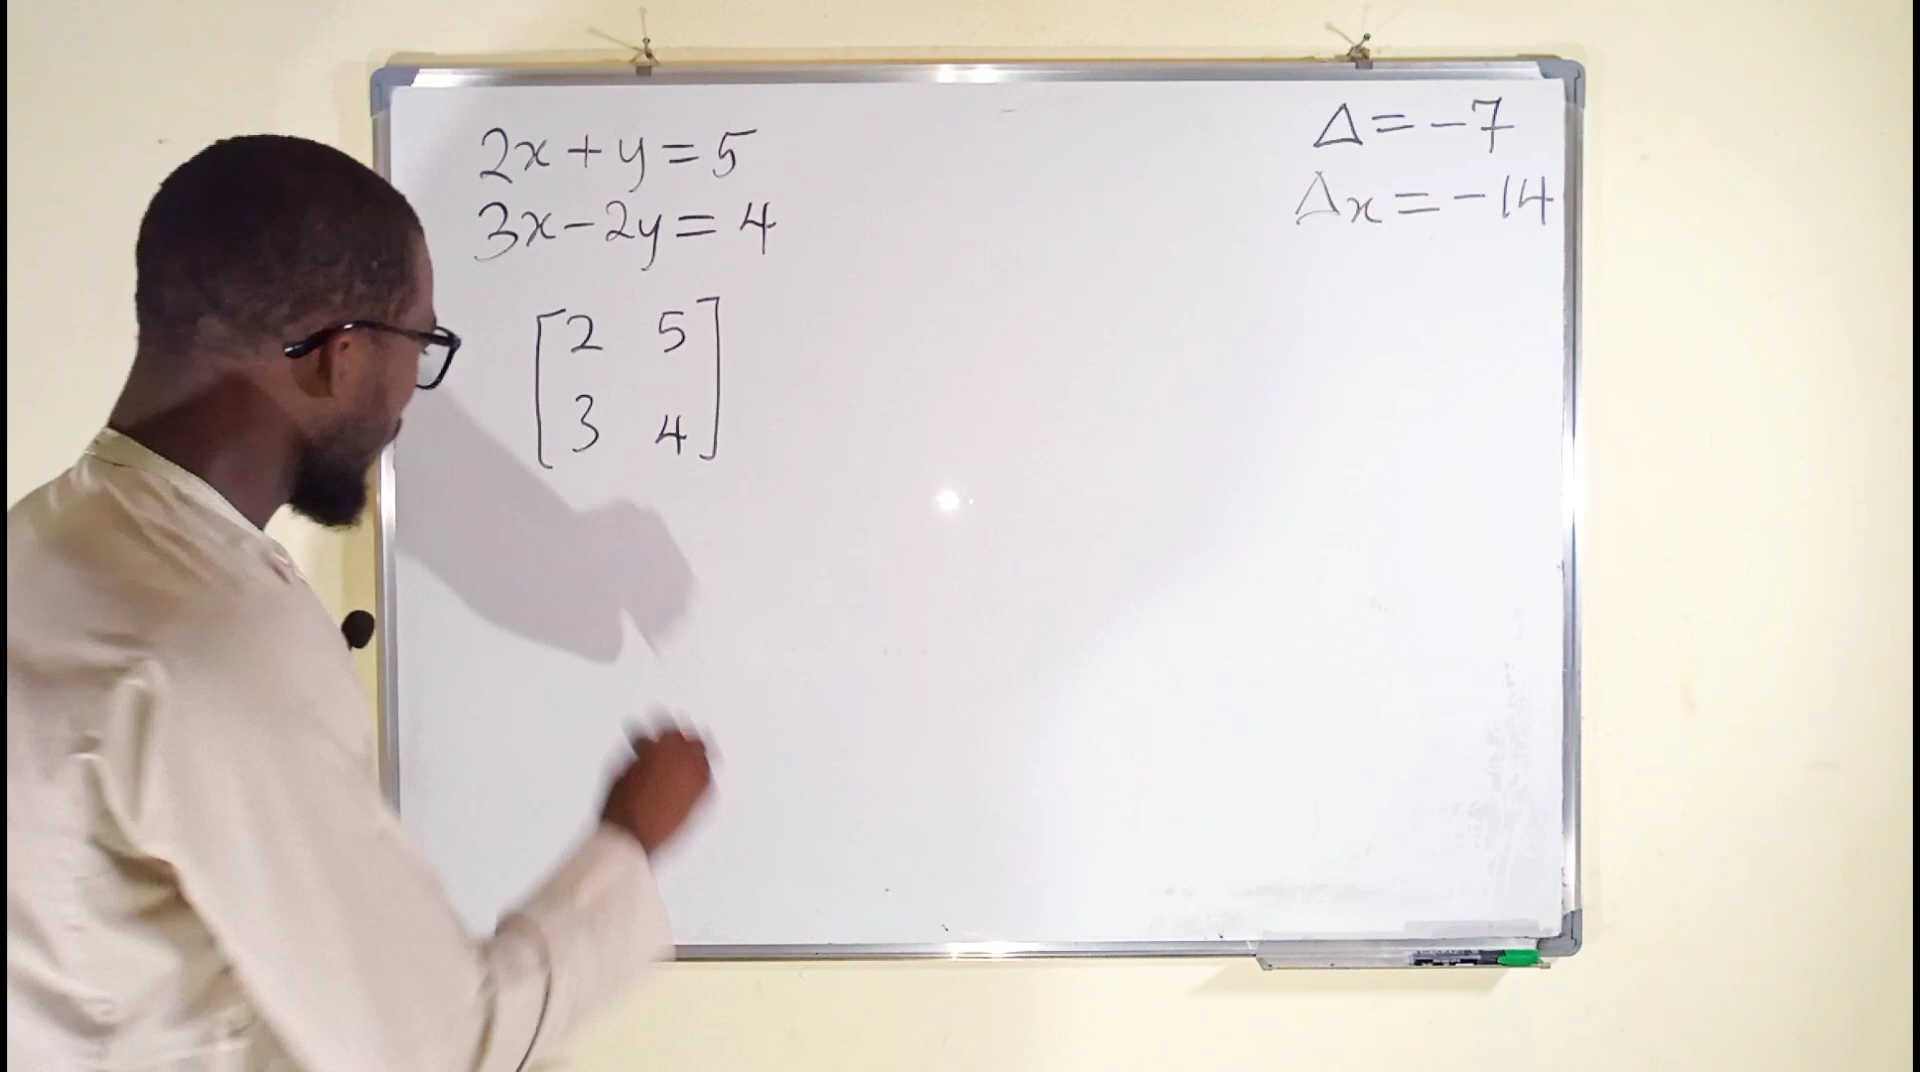 2x + y = 5
3x - 2y = 4
[2 5
3 4]
Δ = -7
Δx = -14